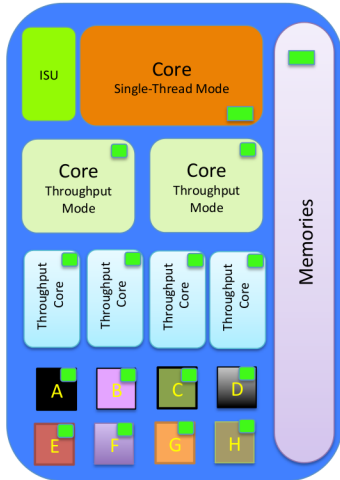 ISU
Core
Single-Thread Mode
Core
Throughput
Mode
Core
Throughput
Mode
Throughput
Core
Throughput
Core
Throughput
Core
Throughput
Core
Memories
A
B
C
D
E
F
G
H